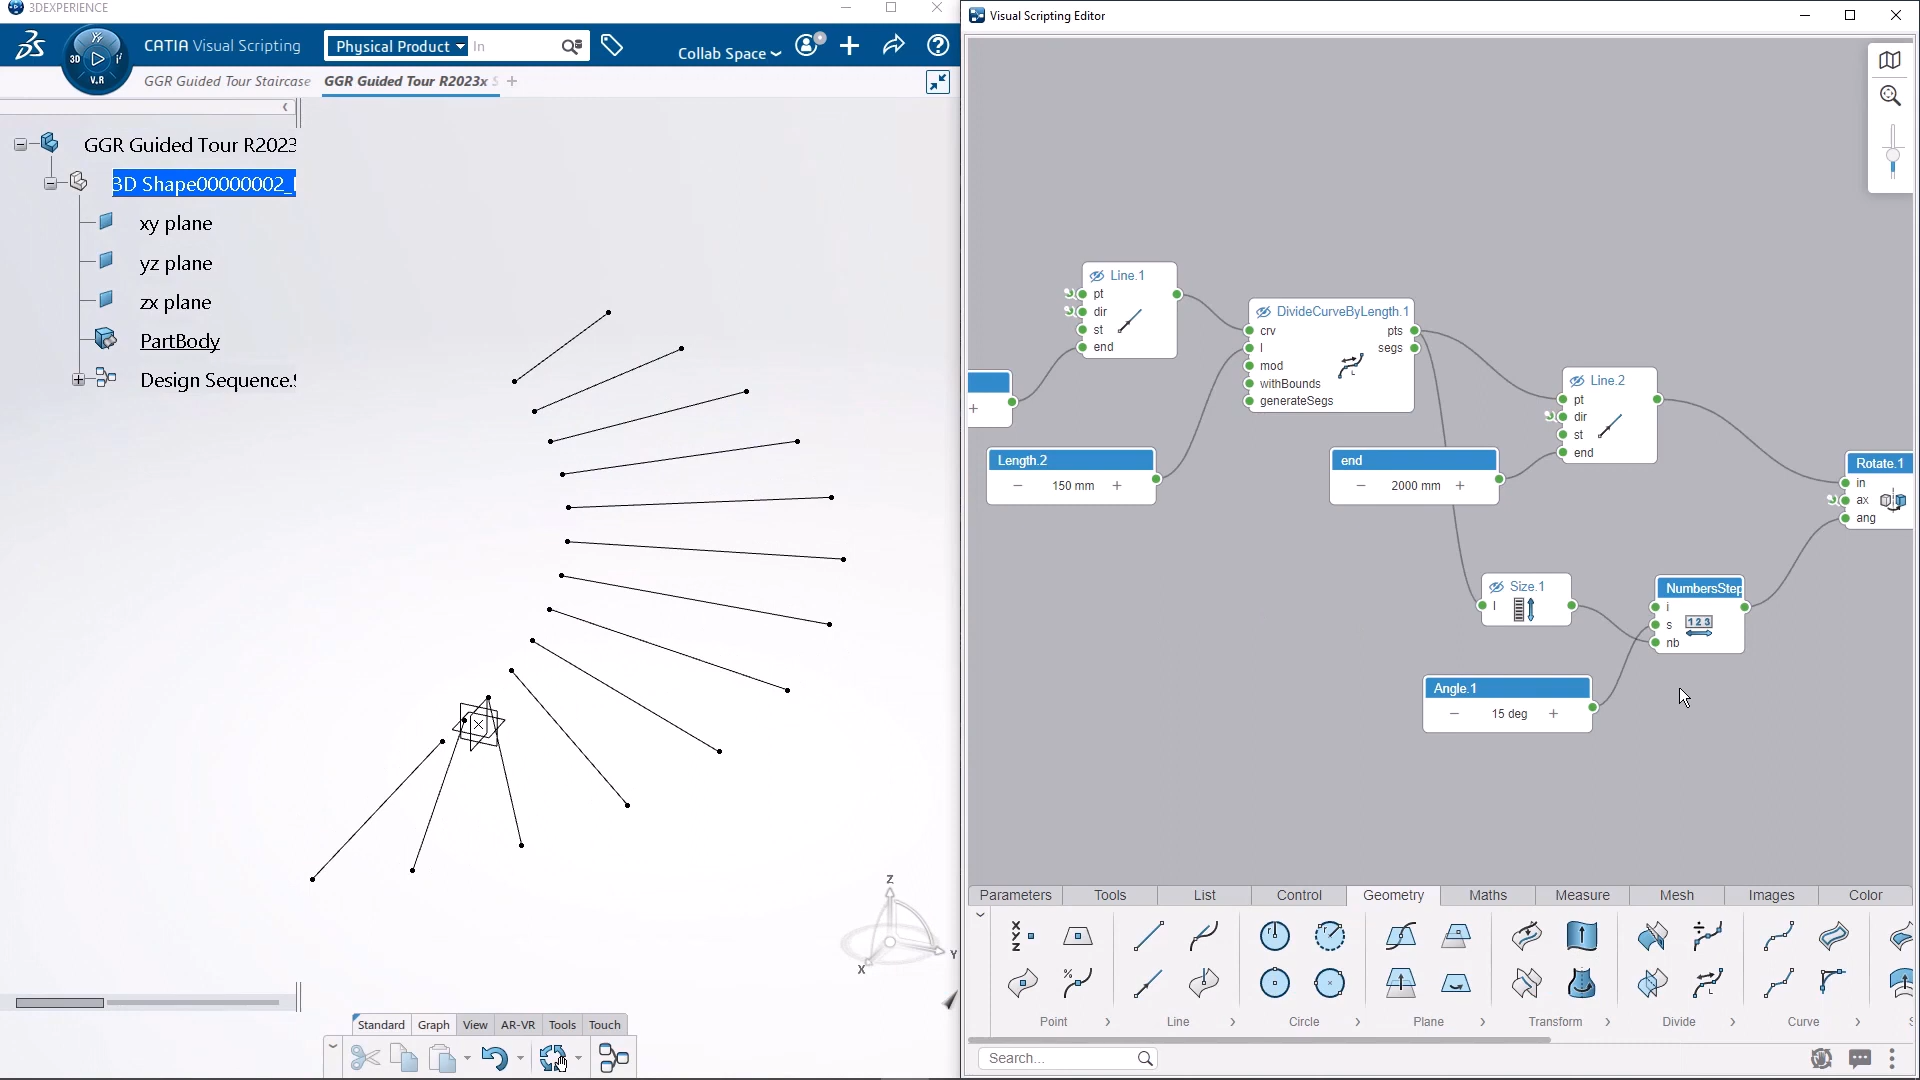 3DEXPERIENCE
3D
V.R
CATIA Visual Scripting
Physical Product
In
Collab Space
GGR Guided Tour Staircase
GGR Guided Tour R2023x S
GGR Guided Tour R2023
3D Shape00000002_
xy plane
yz plane
zx plane
PartBody
Design Sequence.
Z
Y
X
Standard
Graph
View
AR-VR
Tools
Touch
Visual Scripting Editor
Line.1
pt
dir
st
end
DivideCurveByLength.1
crv
l
mod
withBounds
generateSegs
pts
segs
Length.2
− 150 mm +
end
− 2000 mm +
Line.2
pt
dir
st
end
Rotate.1
in
ax
ang
Size.1
l
NumbersStep
i
s
nb
1 2 3
Angle.1
− 15 deg +
Parameters
Tools
List
Control
Geometry
Maths
Measure
Mesh
Images
Color
Point
Line
Circle
Plane
Transform
Divide
Curve
Search...